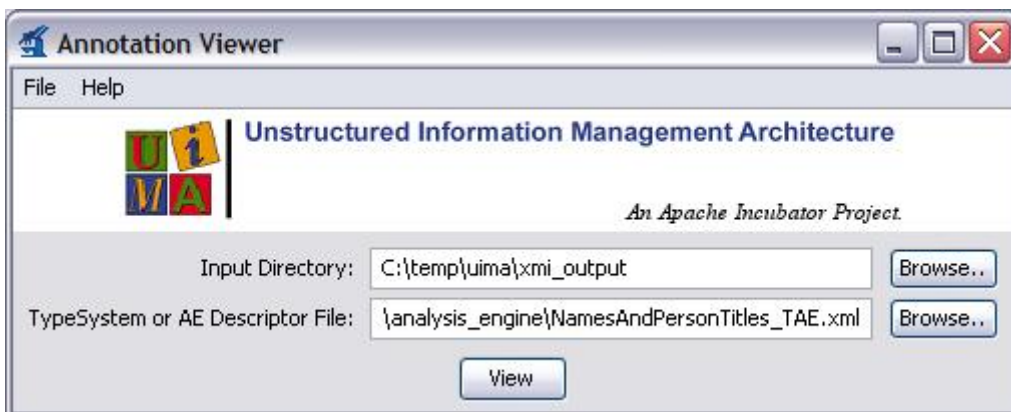 Annotation Viewer
File Help
UiMA
Unstructured Information Management Architecture
An Apache Incubator Project.
Input Directory: C:\temp\uima\xmi_output Browse..
TypeSystem or AE Descriptor File: \analysis_engine\NamesAndPersonTitles_TAE.xml Browse..
View